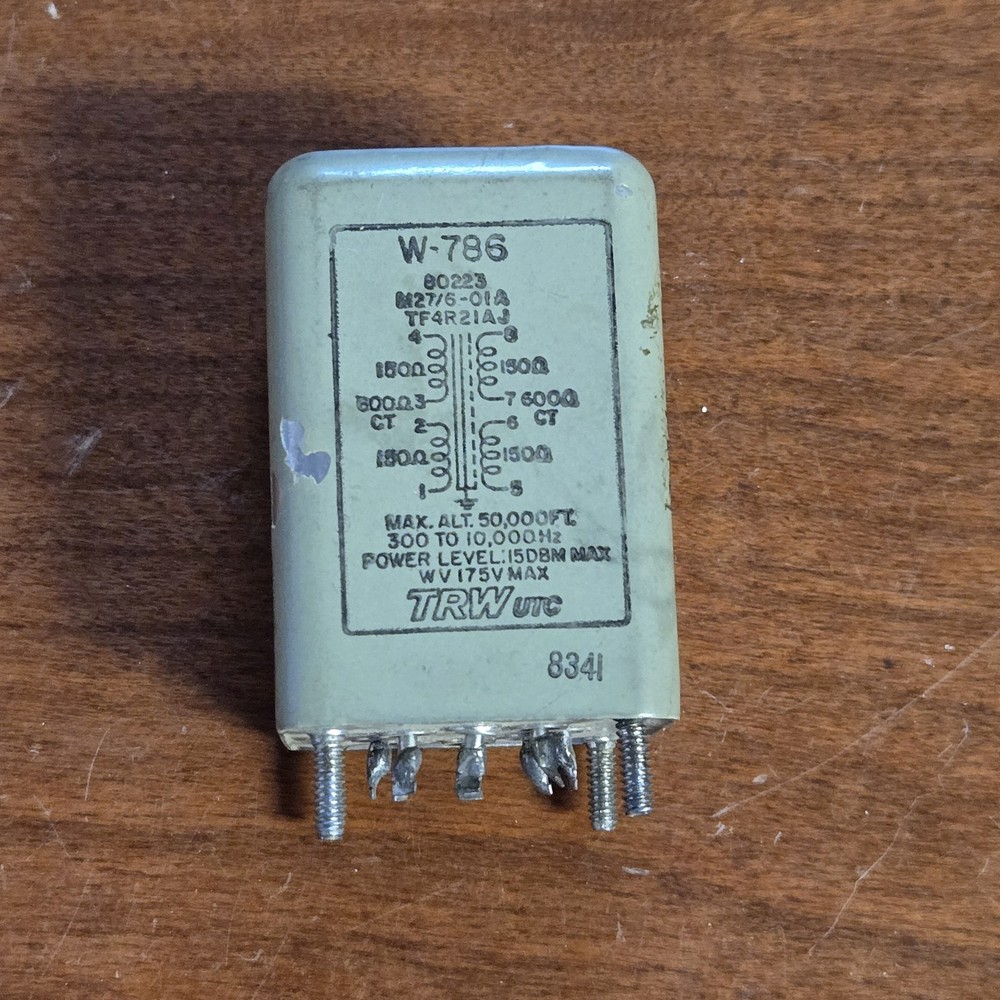 W-786
80223
M27/6-01A
TF4R21AJ
4 8
150Ω 150Ω
600Ω 3 7 600Ω
CT 2 6 CT
150Ω 150Ω
1 5
MAX. ALT. 50,000FT.
300 TO 10,000Hz
POWER LEVEL:15DBM MAX
WV 175V MAX
TRW UTC
8341